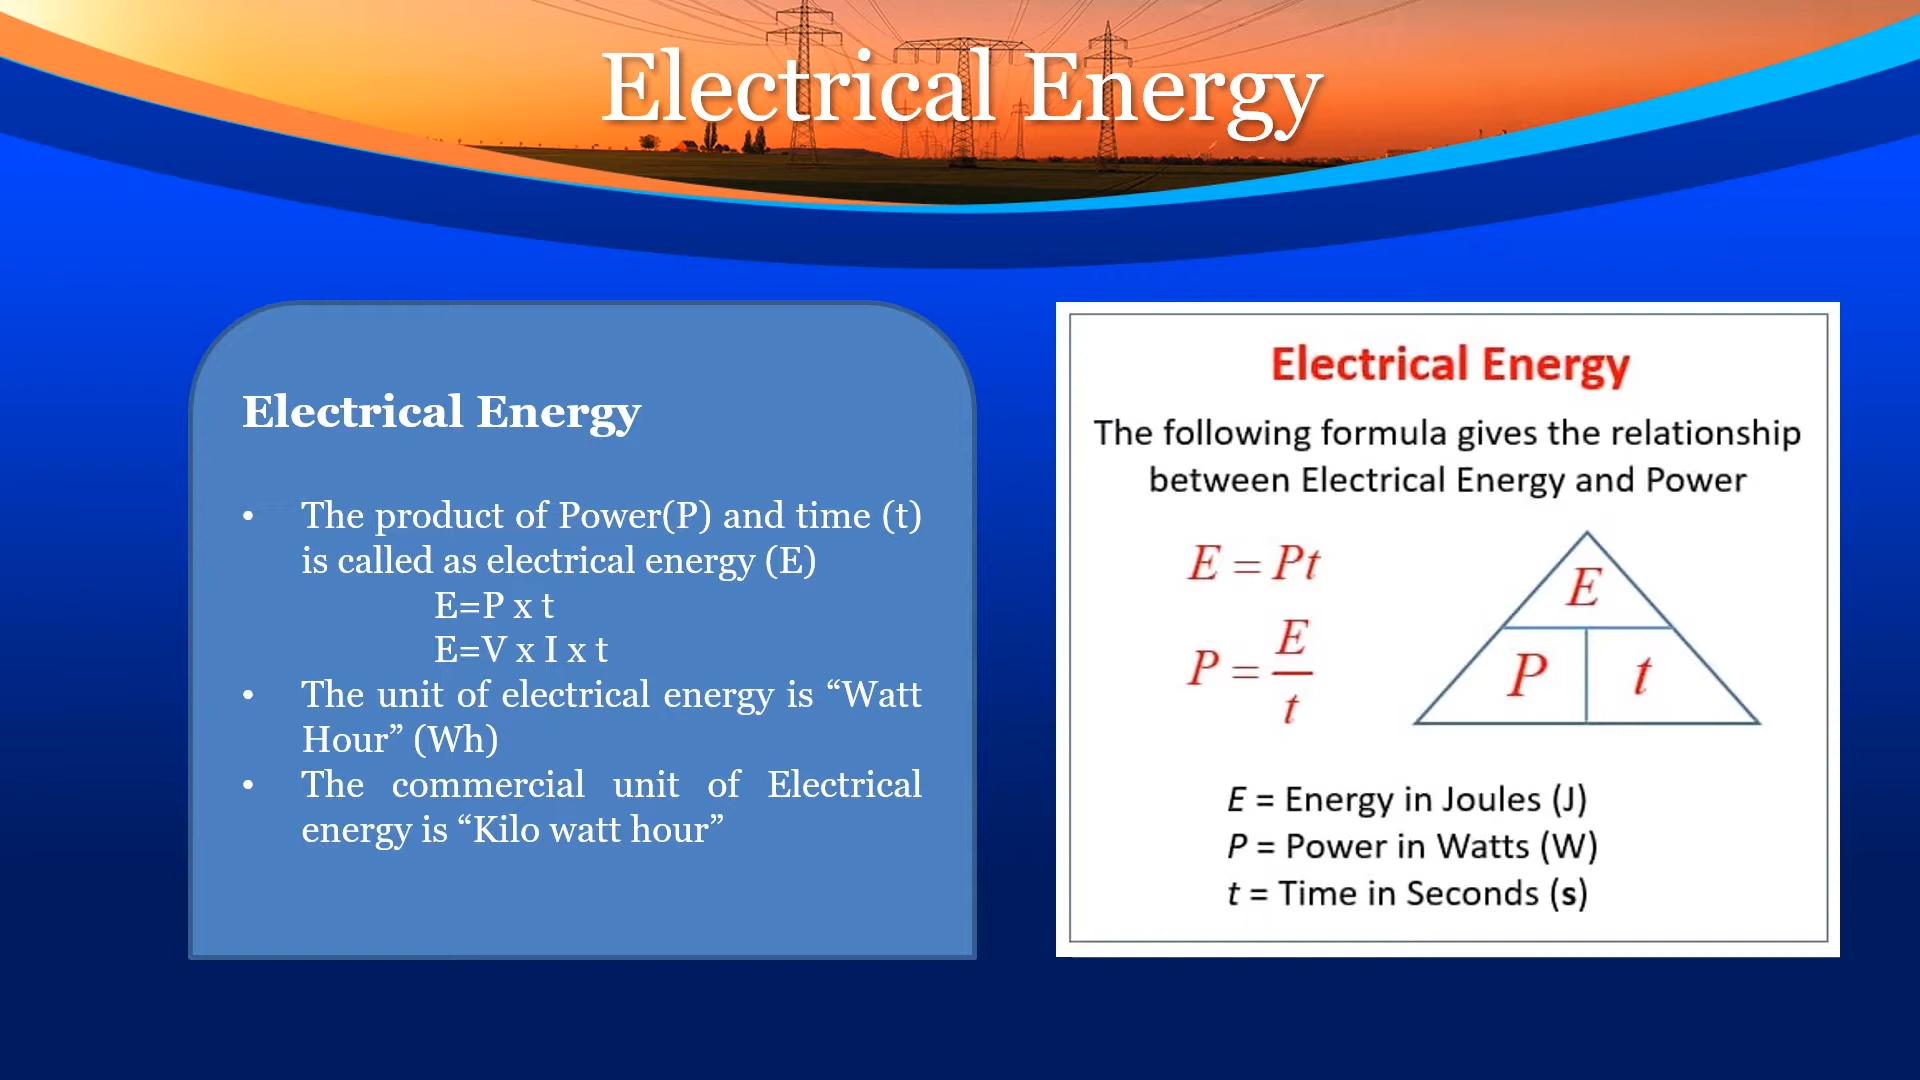 Electrical Energy
Electrical Energy
• The product of Power(P) and time (t)
is called as electrical energy (E)
E=P x t
E=V x I x t
• The unit of electrical energy is “Watt
Hour” (Wh)
• The commercial unit of Electrical
energy is “Kilo watt hour”
Electrical Energy
The following formula gives the relationship
between Electrical Energy and Power
E = Pt
P = E/t
E
P t
E = Energy in Joules (J)
P = Power in Watts (W)
t = Time in Seconds (s)